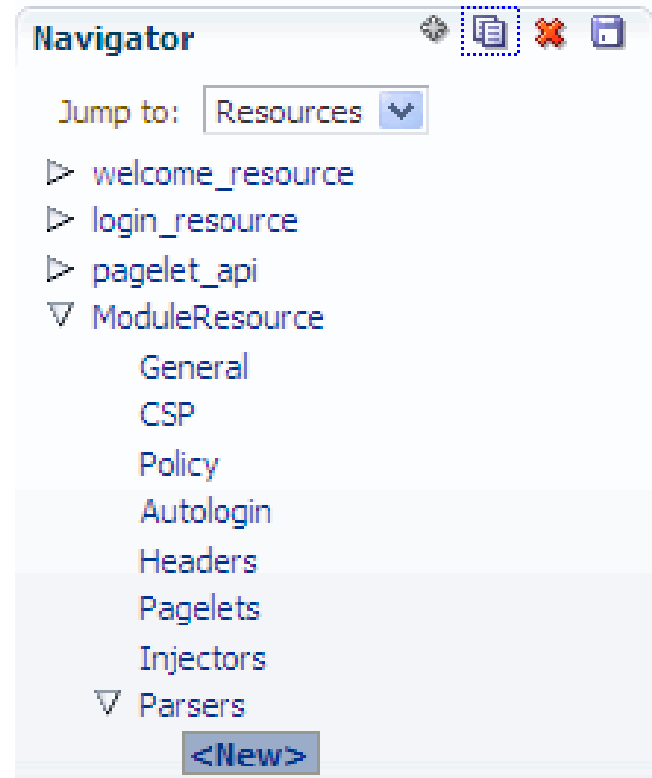 Navigator
Jump to: Resources
welcome_resource
login_resource
pagelet_api
ModuleResource
General
CSP
Policy
Autologin
Headers
Pagelets
Injectors
Parsers
<New>